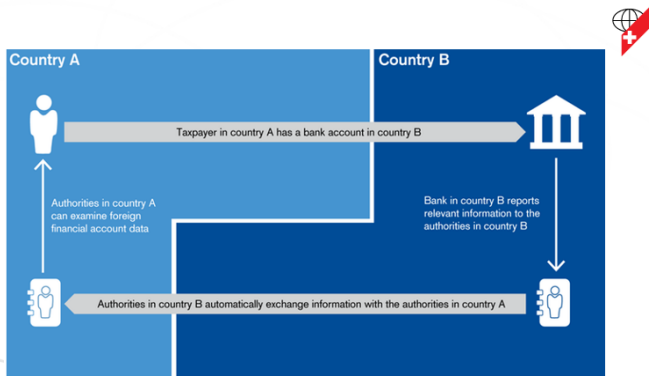 Country A
Country B
Taxpayer in country A has a bank account in country B
Authorities in country A
can examine foreign
financial account data
Bank in country B reports
relevant information to the
authorities in country B
Authorities in country B automatically exchange information with the authorities in country A